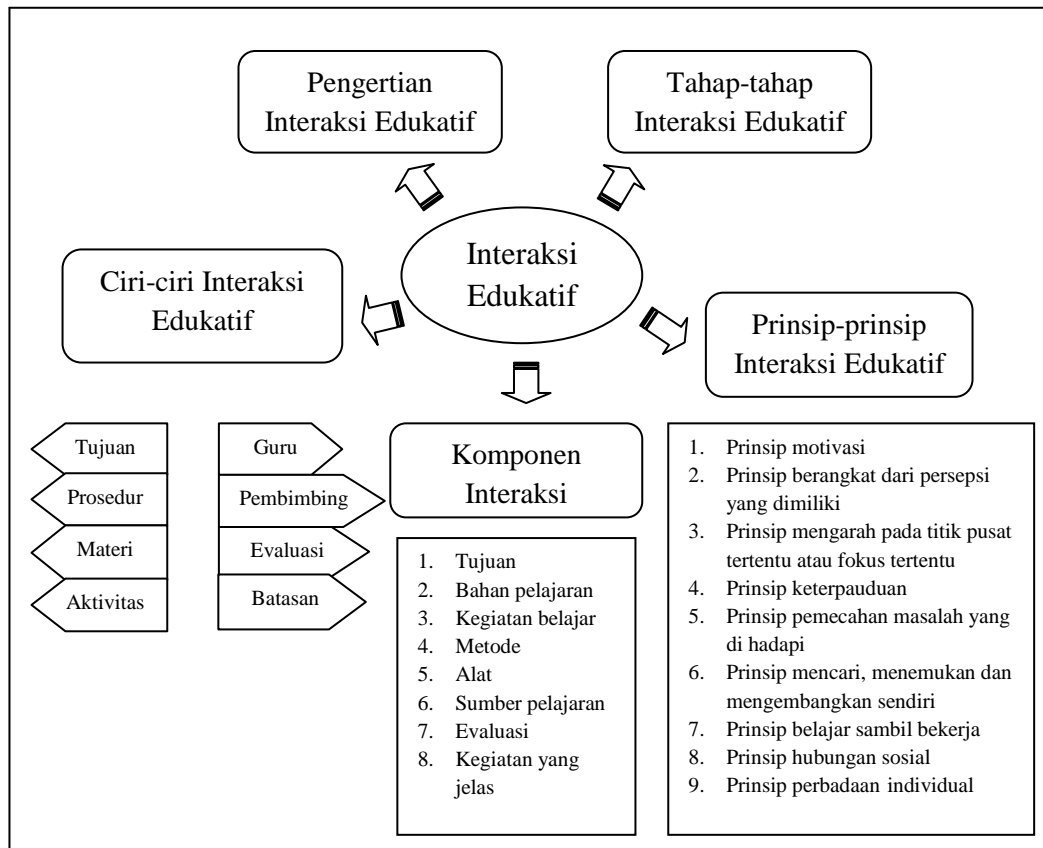 Pengertian
Interaksi Edukatif
Tahap-tahap
Interaksi Edukatif
Interaksi
Edukatif
Ciri-ciri Interaksi
Edukatif
Prinsip-prinsip
Interaksi Edukatif
Tujuan
Prosedur
Materi
Aktivitas
Guru
Pembimbing
Evaluasi
Batasan
Komponen
Interaksi
1. Tujuan
2. Bahan pelajaran
3. Kegiatan belajar
4. Metode
5. Alat
6. Sumber pelajaran
7. Evaluasi
8. Kegiatan yang
jelas
1. Prinsip motivasi
2. Prinsip berangkat dari persepsi
yang dimiliki
3. Prinsip mengarah pada titik pusat
tertentu atau fokus tertentu
4. Prinsip keterpauduan
5. Prinsip pemecahan masalah yang
di hadapi
6. Prinsip mencari, menemukan dan
mengembangkan sendiri
7. Prinsip belajar sambil bekerja
8. Prinsip hubungan sosial
9. Prinsip perbadaan individual